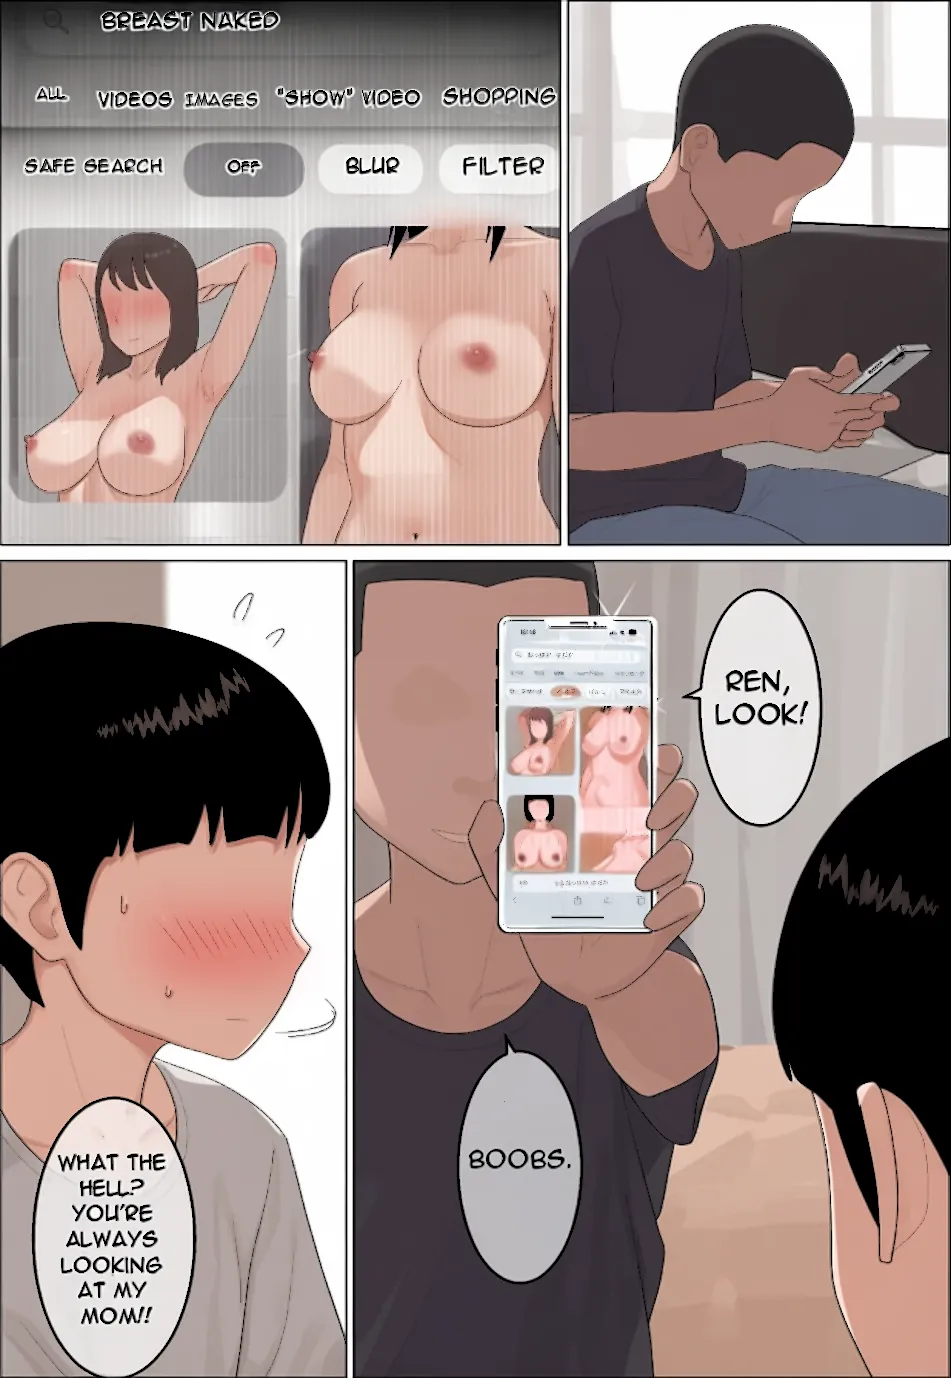 BREAST NAKED
ALL VIDEOS IMAGES "SHOW" VIDEO SHOPPING
SAFE SEARCH OFF BLUR FILTER
REN,
LOOK!
BOOBS.
WHAT THE
HELL?
YOU'RE
ALWAYS
LOOKING
AT MY
MOM!!